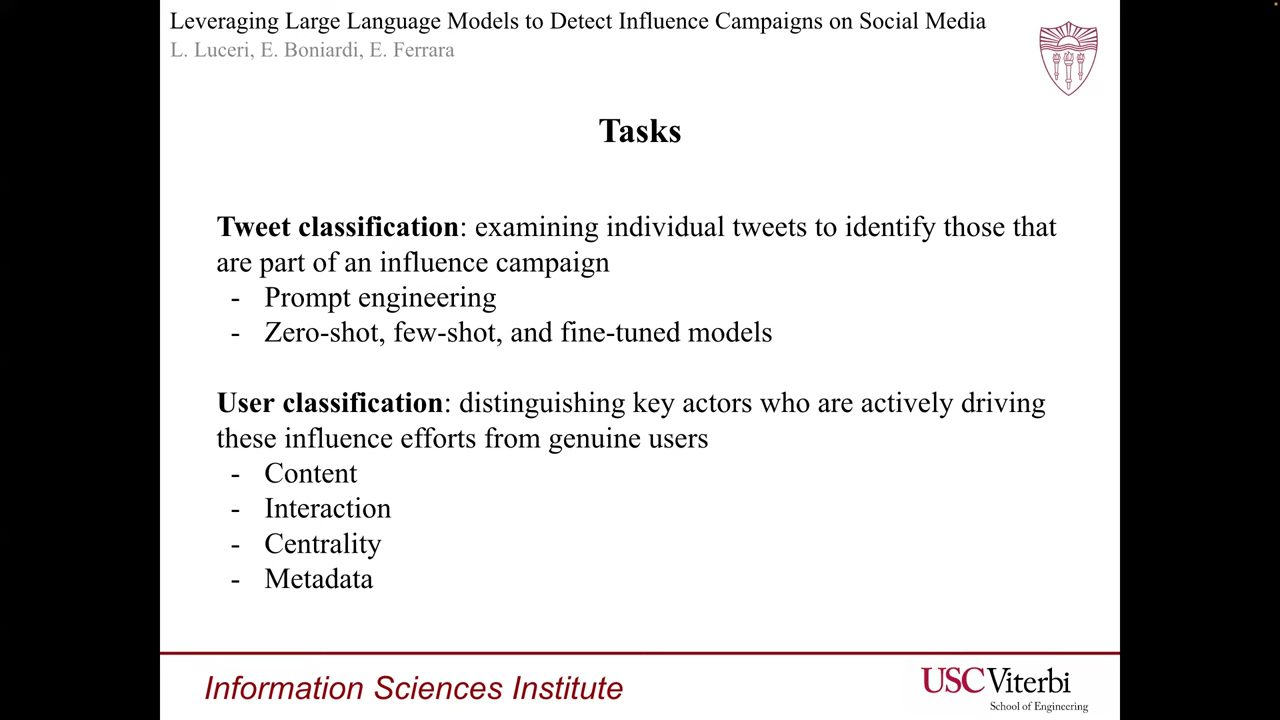 Leveraging Large Language Models to Detect Influence Campaigns on Social Media
L. Luceri, E. Boniardi, E. Ferrara
Tasks
Tweet classification: examining individual tweets to identify those that
are part of an influence campaign
- Prompt engineering
- Zero-shot, few-shot, and fine-tuned models
User classification: distinguishing key actors who are actively driving
these influence efforts from genuine users
- Content
- Interaction
- Centrality
- Metadata
Information Sciences Institute
USC Viterbi
School of Engineering